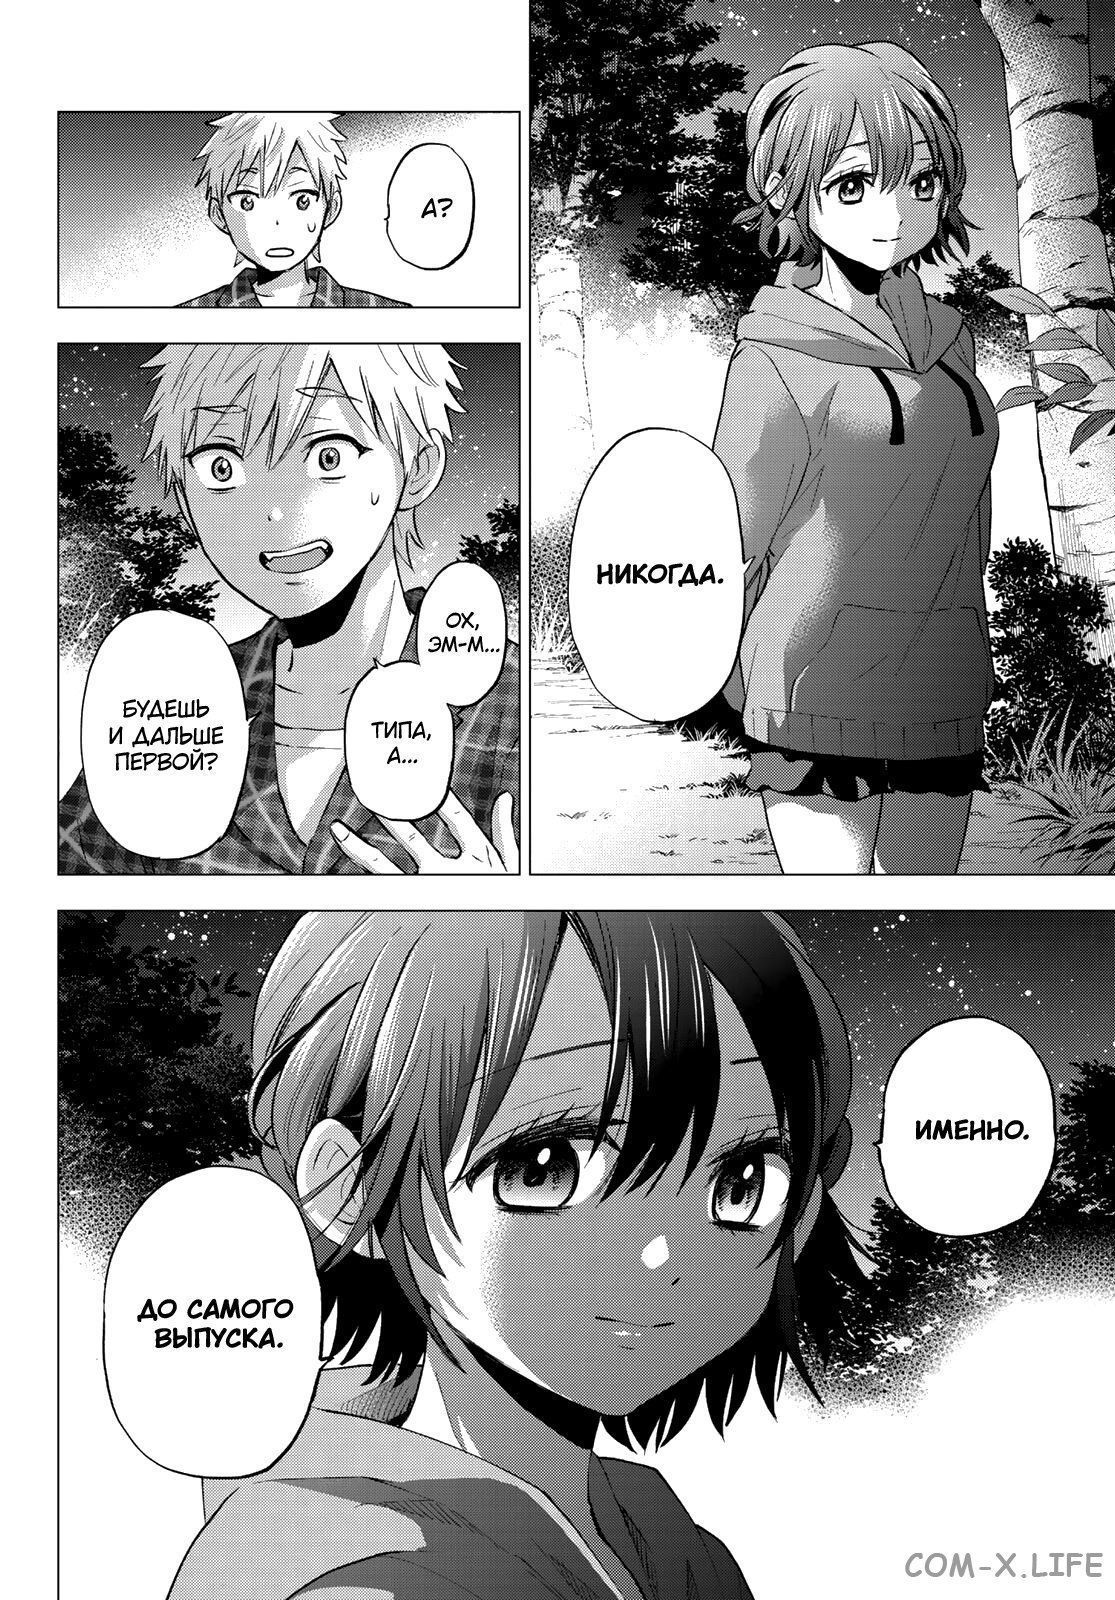 НИКОГДА.
А?
ОХ,
ЭМ-М...
ТИПА,
А...
БУДЕШЬ
И ДАЛЬШЕ
ПЕРВОЙ?
ИМЕННО.
ДО САМОГО
ВЫПУСКА.
COM-X.LIFE